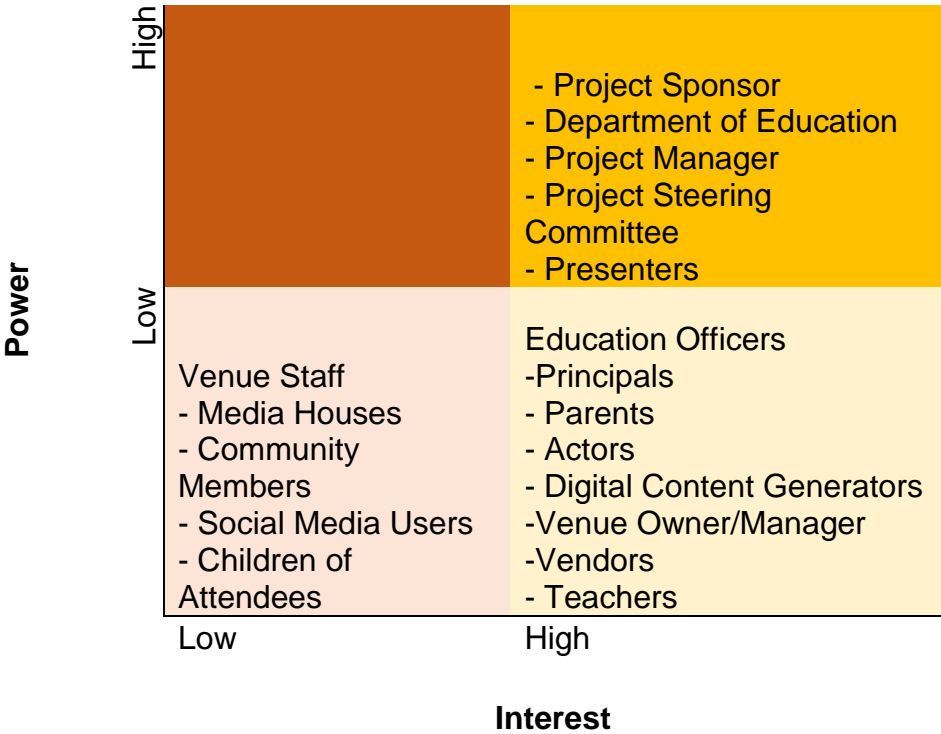 High
- Project Sponsor
- Department of Education
- Project Manager
- Project Steering
Committee
- Presenters
Power
Low
Venue Staff
- Media Houses
- Community
Members
- Social Media Users
- Children of
Attendees
Education Officers
-Principals
- Parents
- Actors
- Digital Content Generators
-Venue Owner/Manager
-Vendors
- Teachers
Low
High
Interest